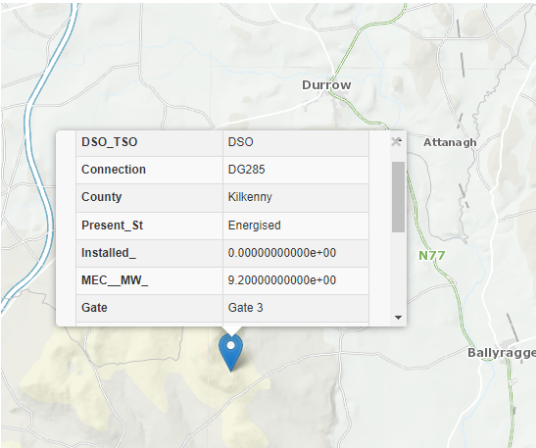 Durrow
DSO_TSO DSO
Attanagh
Connection DG285
County Kilkenny
Present_St Energised
Installed_ 0.00000000000e+00
N77
MEC__MW_ 9.20000000000e+00
Gate Gate 3
Ballyragge